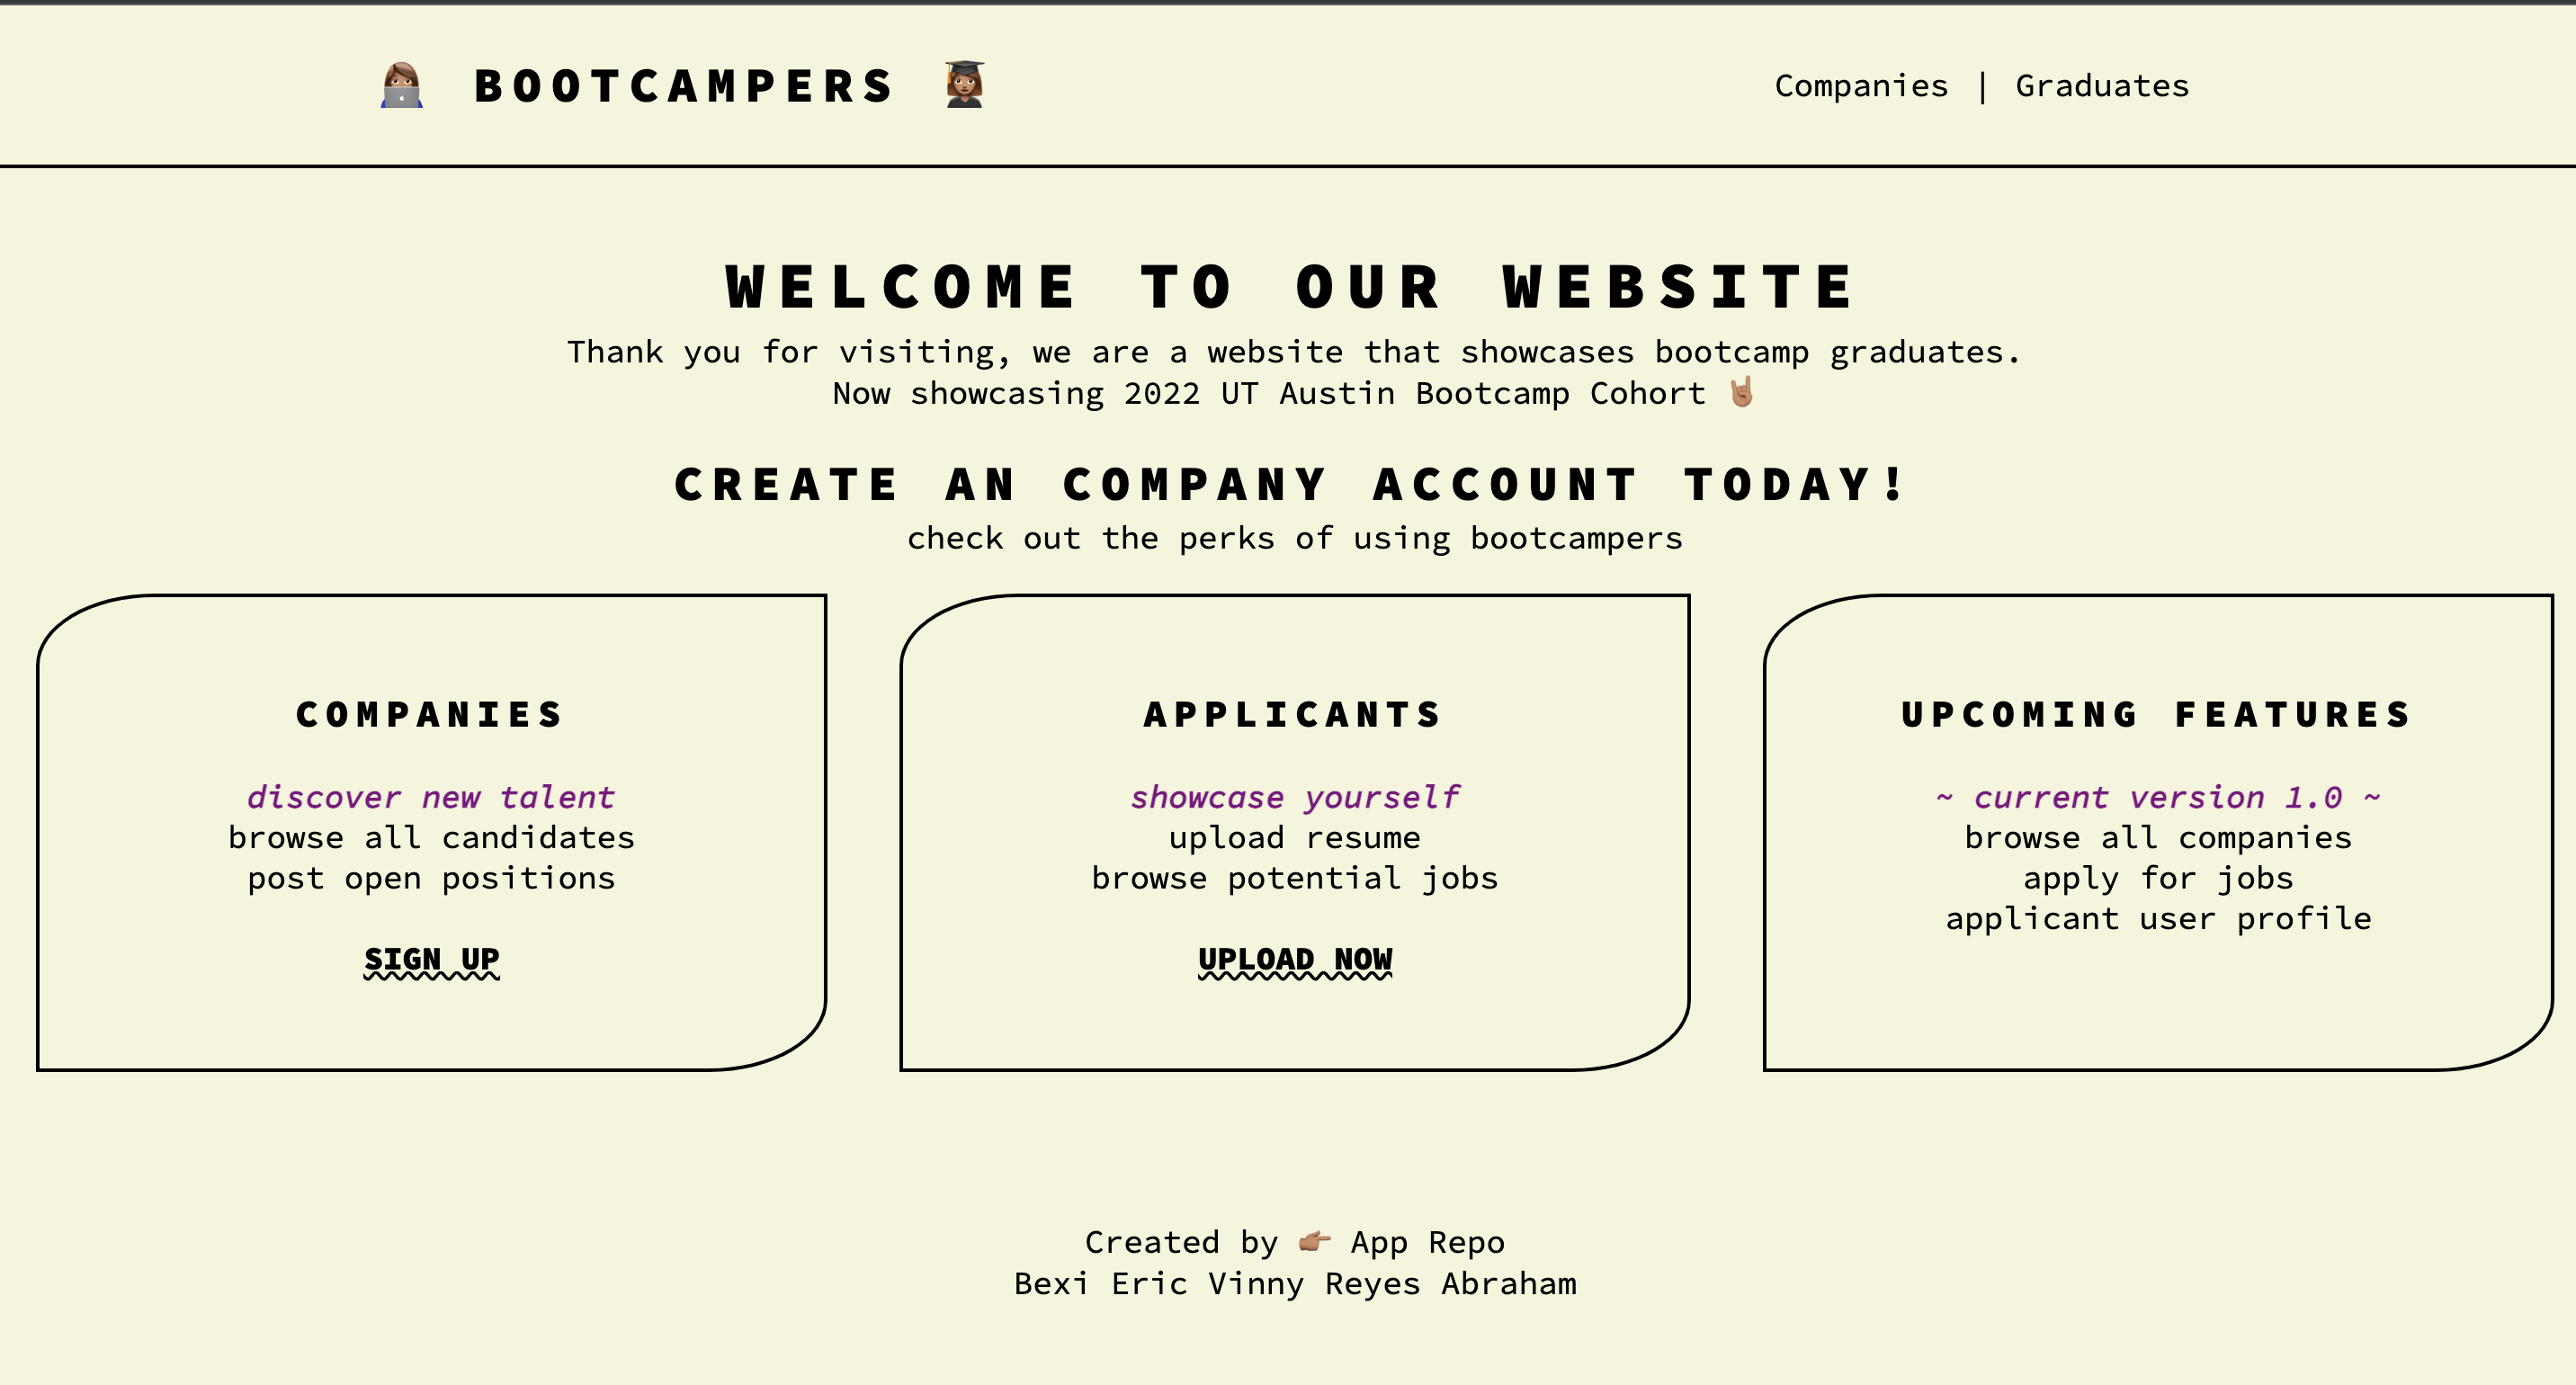 👩🏽‍💻 BOOTCAMPERS 👩🏽‍🎓
Companies | Graduates
WELCOME TO OUR WEBSITE
Thank you for visiting, we are a website that showcases bootcamp graduates.
Now showcasing 2022 UT Austin Bootcamp Cohort 🤘🏽
CREATE AN COMPANY ACCOUNT TODAY!
check out the perks of using bootcampers
COMPANIES
discover new talent
browse all candidates
post open positions
SIGN UP
APPLICANTS
showcase yourself
upload resume
browse potential jobs
UPLOAD NOW
UPCOMING FEATURES
~ current version 1.0 ~
browse all companies
apply for jobs
applicant user profile
Created by 👉🏽 App Repo
Bexi Eric Vinny Reyes Abraham